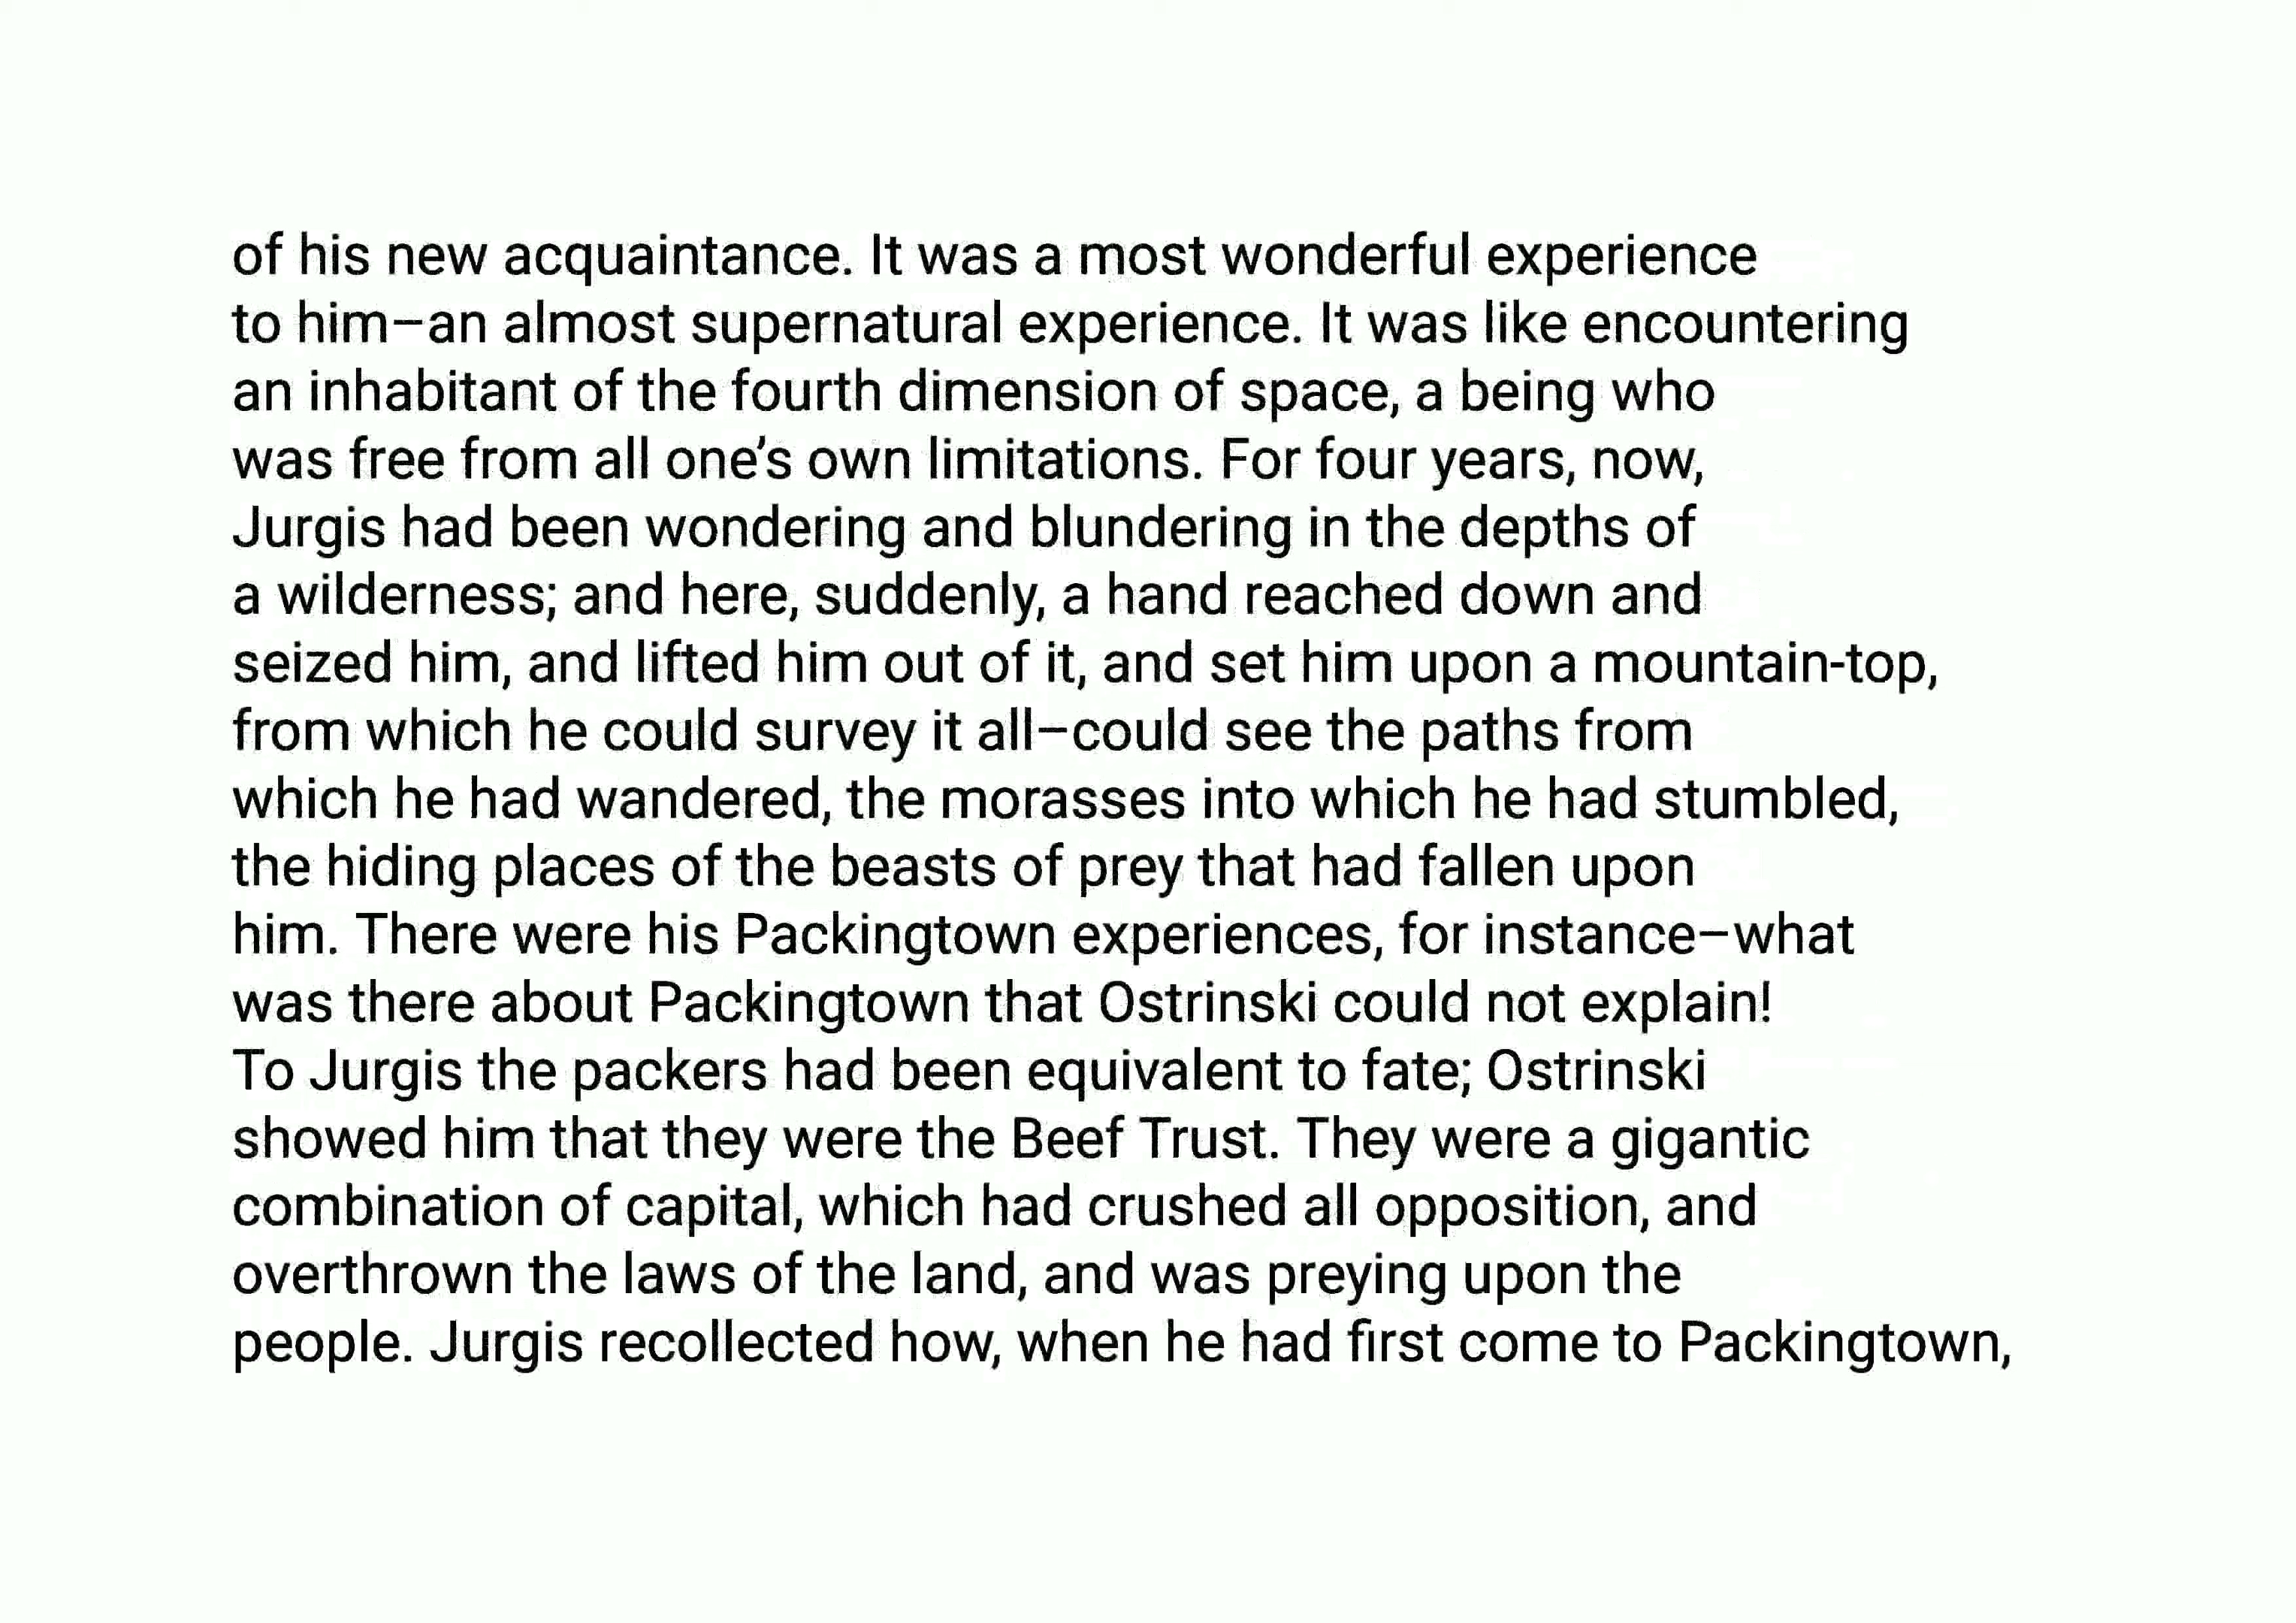 of his new acquaintance. It was a most wonderful experience
to him–an almost supernatural experience. It was like encountering
an inhabitant of the fourth dimension of space, a being who
was free from all one’s own limitations. For four years, now,
Jurgis had been wondering and blundering in the depths of
a wilderness; and here, suddenly, a hand reached down and
seized him, and lifted him out of it, and set him upon a mountain-top,
from which he could survey it all–could see the paths from
which he had wandered, the morasses into which he had stumbled,
the hiding places of the beasts of prey that had fallen upon
him. There were his Packingtown experiences, for instance–what
was there about Packingtown that Ostrinski could not explain!
To Jurgis the packers had been equivalent to fate; Ostrinski
showed him that they were the Beef Trust. They were a gigantic
combination of capital, which had crushed all opposition, and
overthrown the laws of the land, and was preying upon the
people. Jurgis recollected how, when he had first come to Packingtown,